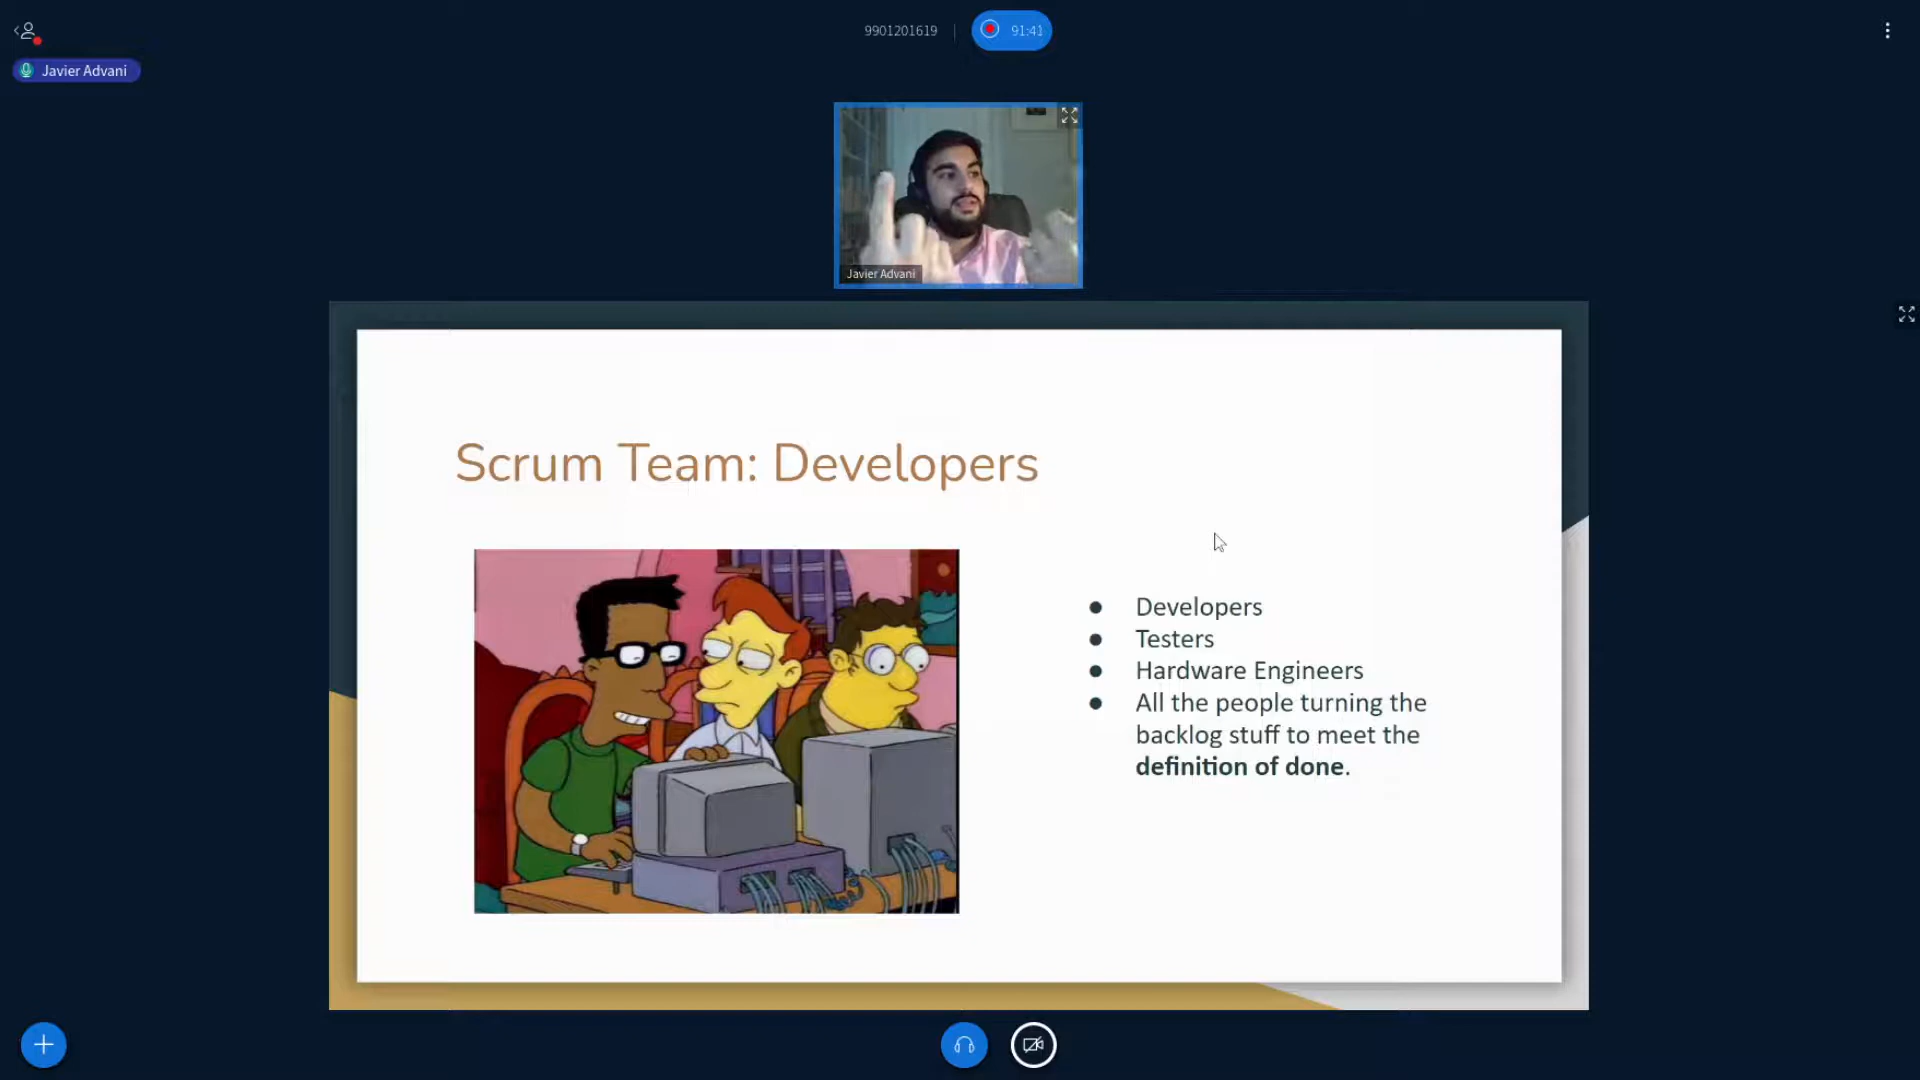 9901201619
91:41
Javier Advani
Javier Advani
Scrum Team: Developers
● Developers
● Testers
● Hardware Engineers
● All the people turning the
backlog stuff to meet the
definition of done.